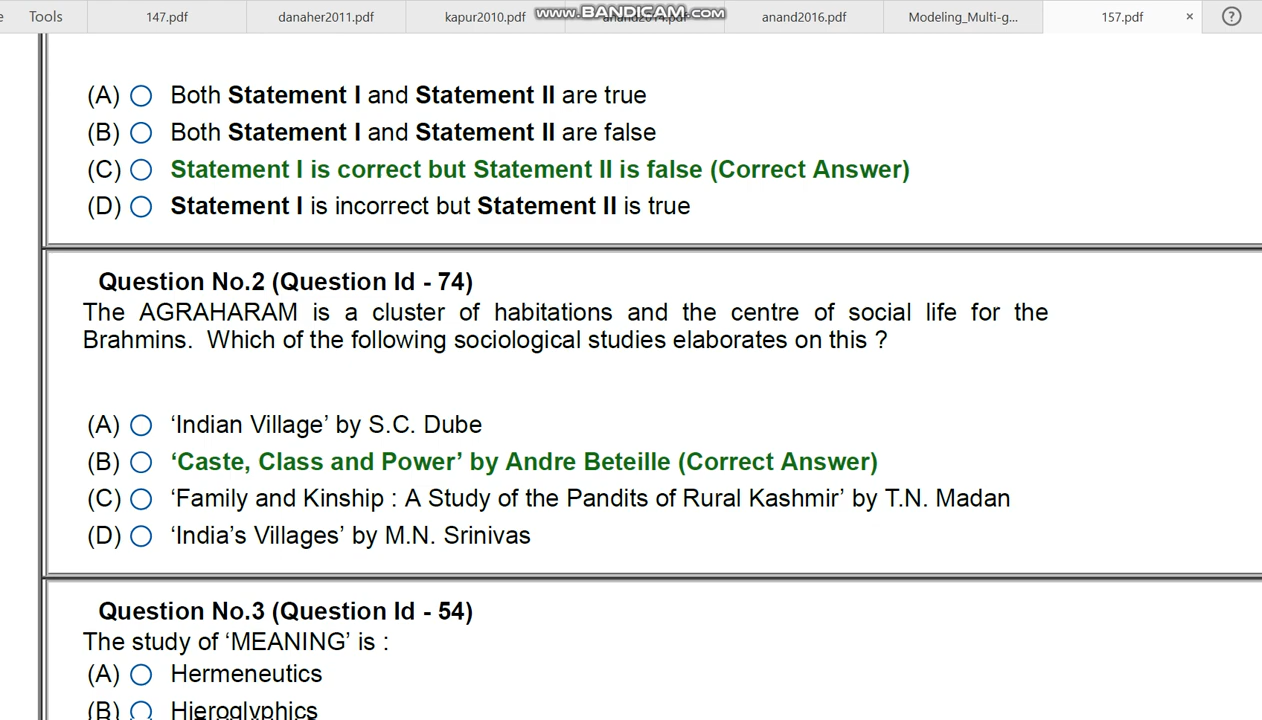 Tools 147.pdf danaher2011.pdf kapur2010.pdf anand2014.pdf anand2016.pdf Modeling_Multi-g... 157.pdf × ?
www.BANDICAM.com
(A) Both Statement I and Statement II are true
(B) Both Statement I and Statement II are false
(C) Statement I is correct but Statement II is false (Correct Answer)
(D) Statement I is incorrect but Statement II is true
Question No.2 (Question Id - 74)
The AGRAHARAM is a cluster of habitations and the centre of social life for the
Brahmins. Which of the following sociological studies elaborates on this ?
(A) ‘Indian Village’ by S.C. Dube
(B) ‘Caste, Class and Power’ by Andre Beteille (Correct Answer)
(C) ‘Family and Kinship : A Study of the Pandits of Rural Kashmir’ by T.N. Madan
(D) ‘India’s Villages’ by M.N. Srinivas
Question No.3 (Question Id - 54)
The study of ‘MEANING’ is :
(A) Hermeneutics
(B) Hieroglyphics